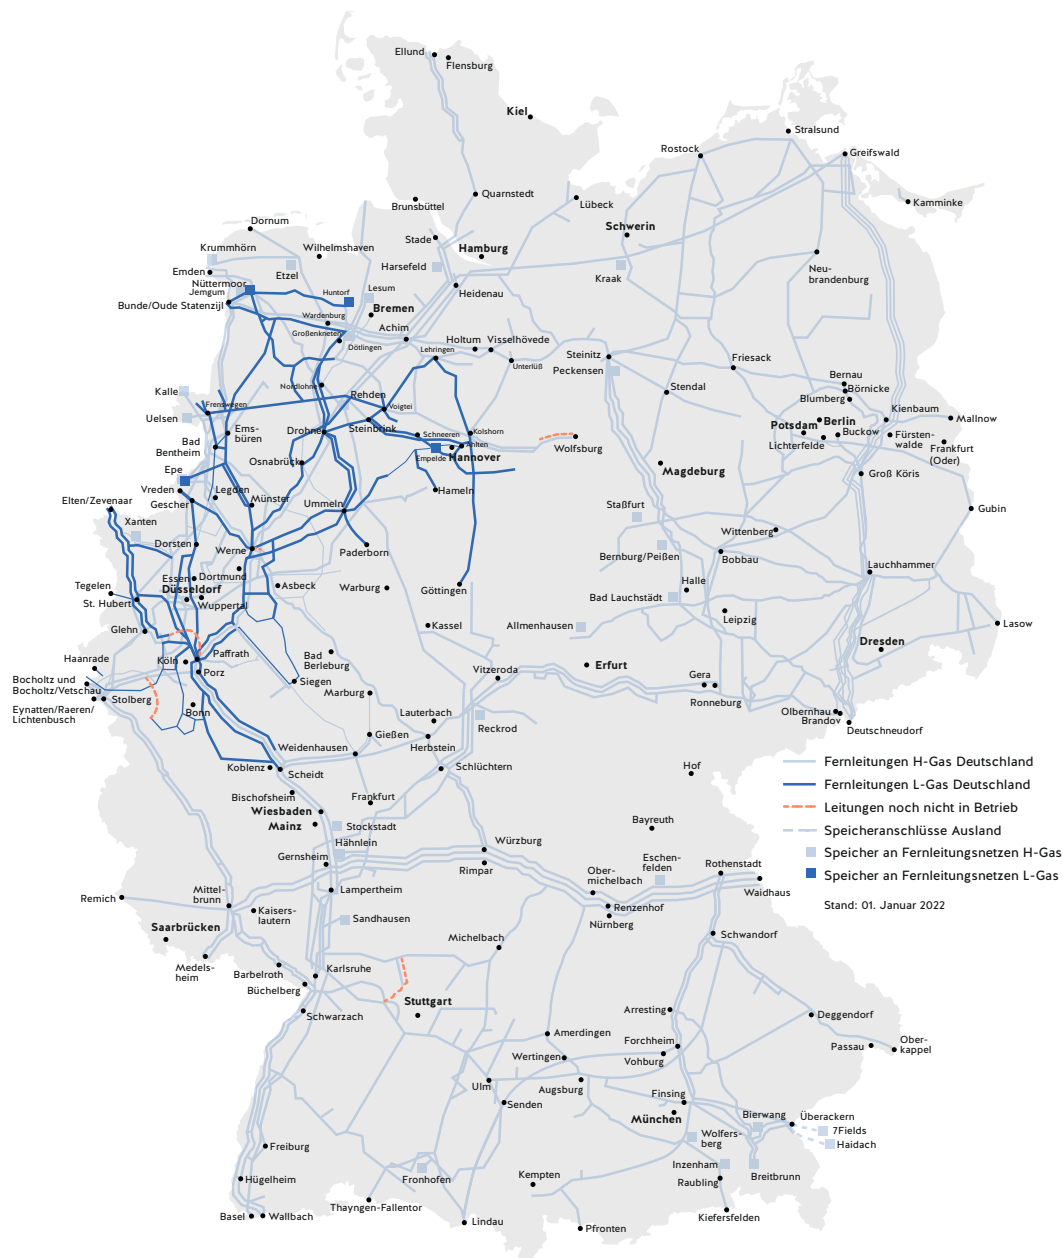 Ellund
Flensburg
Kiel
Stralsund
Rostock
Greifswald
Quarnstedt
Brunsbüttel
Lübeck
Kamminke
Dornum
Stade
Schwerin
Krummhörn
Wilhelmshaven
Hamburg
Emden
Etzel
Harsefeld
Kraak
Neu-
brandenburg
Nüttermoor
Jemgum
Huntorf
Lesum
Heidenau
Bunde/Oude Statenzijl
Bremen
Wardenburg
Großenkneten
Achim
Dötlingen
Holtum
Visselhövede
Lehringen
Unterlüß
Steinitz
Peckensen
Friesack
Bernau
Börnicke
Blumberg
Stendal
Kalle
Nordlohne
Rehden
Frenswegen
Voigtei
Uelsen
Kienbaum
Mallnow
Potsdam
Berlin
Buckow
Lichterfelde
Fürsten-
walde
Frankfurt
(Oder)
Ems-
büren
Drohne
Steinbrink
Schneeren
Kolshorn
Ahlten
Bad
Bentheim
Empelde
Hannover
Wolfsburg
Osnabrück
Epe
Magdeburg
Groß Köris
Vreden
Legden
Gescher
Münster
Ummeln
Hameln
Elten/Zevenaar
Xanten
Staßfurt
Gubin
Wittenberg
Dorsten
Werne
Paderborn
Bernburg/Peißen
Bobbau
Lauchhammer
Essen
Dortmund
Tegelen
Düsseldorf
Asbeck
Warburg
Göttingen
Halle
Bad Lauchstädt
St. Hubert
Wuppertal
Leipzig
Glehn
Kassel
Allmenhausen
Lasow
Dresden
Haanrade
Köln
Paffrath
Bad
Berleburg
Vitzeroda
Erfurt
Gera
Ronneburg
Porz
Bocholtz und
Bocholtz/Vetschau
Siegen
Marburg
Stolberg
Eynatten/Raeren/
Lichtenbusch
Bonn
Lauterbach
Reckrod
Olbernhau
Brandov
Deutschneudorf
Gießen
Weidenhausen
Herbstein
Koblenz
Scheidt
Schlüchtern
Hof
Bischofsheim
Frankfurt
Wiesbaden
Mainz
Stockstadt
Bayreuth
Hähnlein
Gernsheim
Würzburg
Rimpar
Eschen-
felden
Ober-
michelbach
Rothenstadt
Waidhaus
Remich
Mittel-
brunn
Lampertheim
Kaisers-
lautern
Sandhausen
Renzenhof
Nürnberg
Saarbrücken
Michelbach
Schwandorf
Medels-
heim
Barbelroth
Karlsruhe
Büchelberg
Stuttgart
Schwarzach
Arresting
Deggendorf
Amerdingen
Forchheim
Vohburg
Passau
Ober-
kappel
Wertingen
Ulm
Augsburg
Senden
Finsing
München
Bierwang
Überackern
7Fields
Haidach
Wolfers-
berg
Freiburg
Inzenham
Raubling
Breitbrunn
Hügelheim
Fronhofen
Kempten
Thayngen-Fallentor
Basel
Wallbach
Lindau
Pfronten
Kiefersfelden
Fernleitungen H-Gas Deutschland
Fernleitungen L-Gas Deutschland
Leitungen noch nicht in Betrieb
Speicheranschlüsse Ausland
Speicher an Fernleitungsnetzen H-Gas
Speicher an Fernleitungsnetzen L-Gas
Stand: 01. Januar 2022